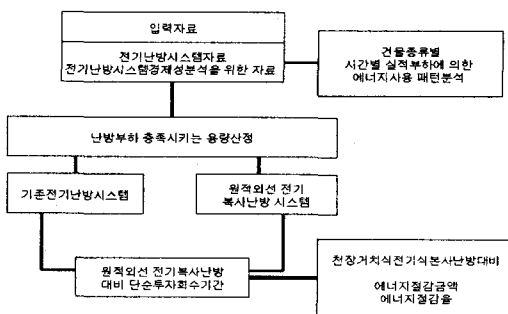 입력자료
전기난방시스템자료
전기난방시스템경제성분석을 위한 자료
건물종류별
시간별 실적부하에 의한
에너지사용 패턴분석
난방부하 충족시키는 용량산정
기존전기난방시스템
원적외선 전기
복사난방 시스템
원적외선 전기복사난방
대비 단순투자회수기간
천장거치식전기식본사난방대비
에너지절감금액
에너지절감율